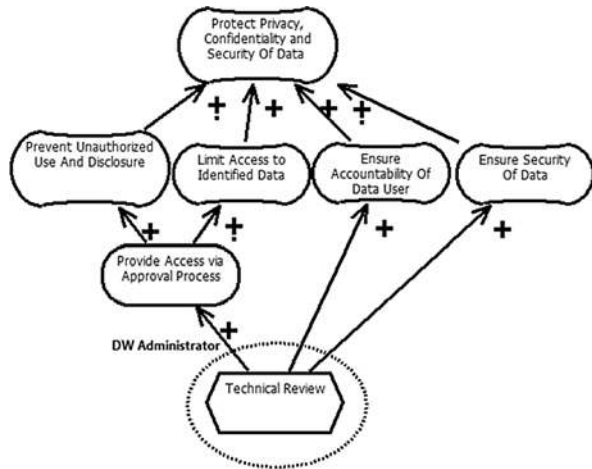 Protect Privacy,
Confidentiality and
Security Of Data
Prevent Unauthorized
Use And Disclosure
Limit Access to
Identified Data
Ensure
Accountability Of
Data User
Ensure Security
Of Data
Provide Access via
Approval Process
DW Administrator
Technical Review